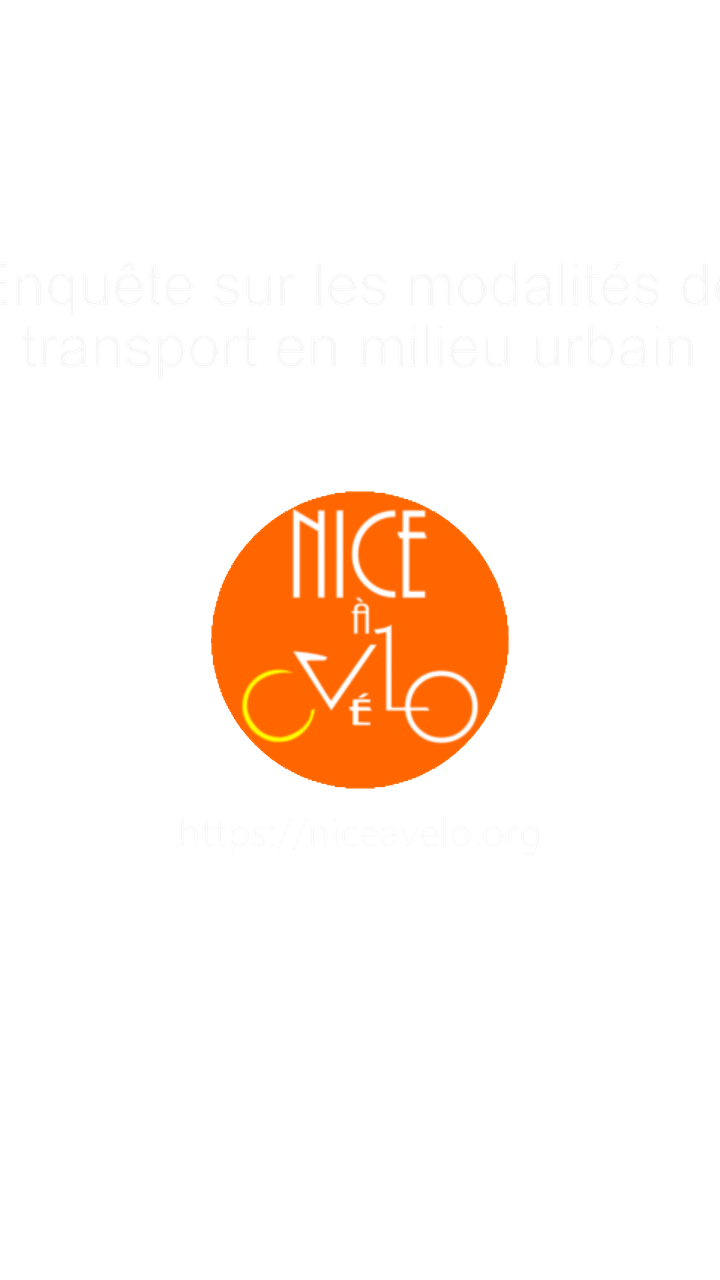 Enquête sur les modalités de
transport en milieu urbain
NICE
À
VÉLO
https://niceavelo.org